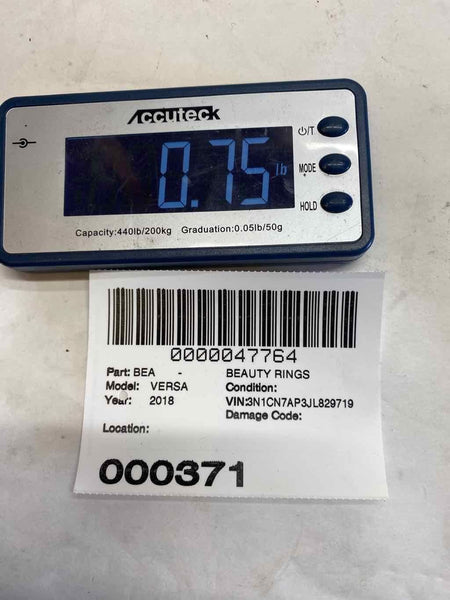 Accuteck
0.75 lb
⏻/T
MODE
HOLD
Capacity:440lb/200kg Graduation:0.05lb/50g
0000047764
Part: BEA - BEAUTY RINGS
Model: VERSA Condition:
Year: 2018 VIN:3N1CN7AP3JL829719
Damage Code:
Location:
000371